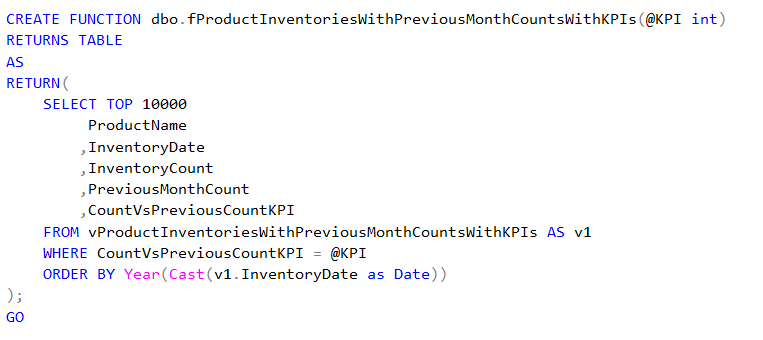 CREATE FUNCTION dbo.fProductInventoriesWithPreviousMonthCountsWithKPIs(@KPI int)
RETURNS TABLE
AS
RETURN(
    SELECT TOP 10000
         ProductName
        ,InventoryDate
        ,InventoryCount
        ,PreviousMonthCount
        ,CountVsPreviousCountKPI
    FROM vProductInventoriesWithPreviousMonthCountsWithKPIs AS v1
    WHERE CountVsPreviousCountKPI = @KPI
    ORDER BY Year(Cast(v1.InventoryDate as Date))
);
GO